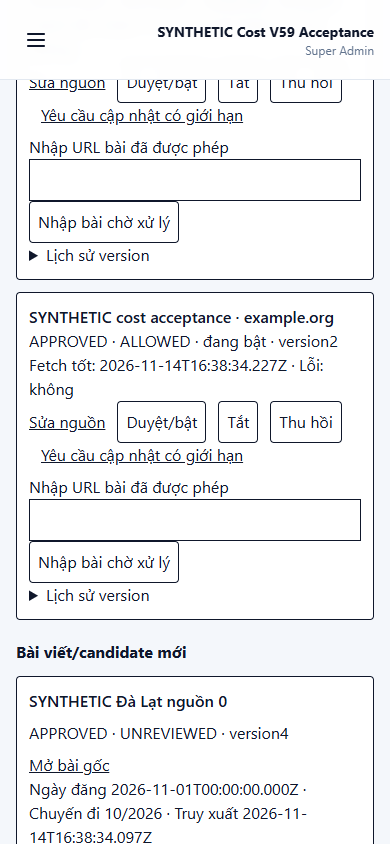 SYNTHETIC Cost V59 Acceptance
Super Admin
Sửa nguồn Duyệt/bật Tắt Thu hồi
Yêu cầu cập nhật có giới hạn
Nhập URL bài đã được phép
Nhập bài chờ xử lý
▶ Lịch sử version
SYNTHETIC cost acceptance · example.org
APPROVED · ALLOWED · đang bật · version2
Fetch tốt: 2026-11-14T16:38:34.227Z · Lỗi:
không
Sửa nguồn Duyệt/bật Tắt Thu hồi
Yêu cầu cập nhật có giới hạn
Nhập URL bài đã được phép
Nhập bài chờ xử lý
▶ Lịch sử version
Bài viết/candidate mới
SYNTHETIC Đà Lạt nguồn 0
APPROVED · UNREVIEWED · version4
Mở bài gốc
Ngày đăng 2026-11-01T00:00:00.000Z ·
Chuyến đi 10/2026 · Truy xuất 2026-11-
14T16:38:34.097Z